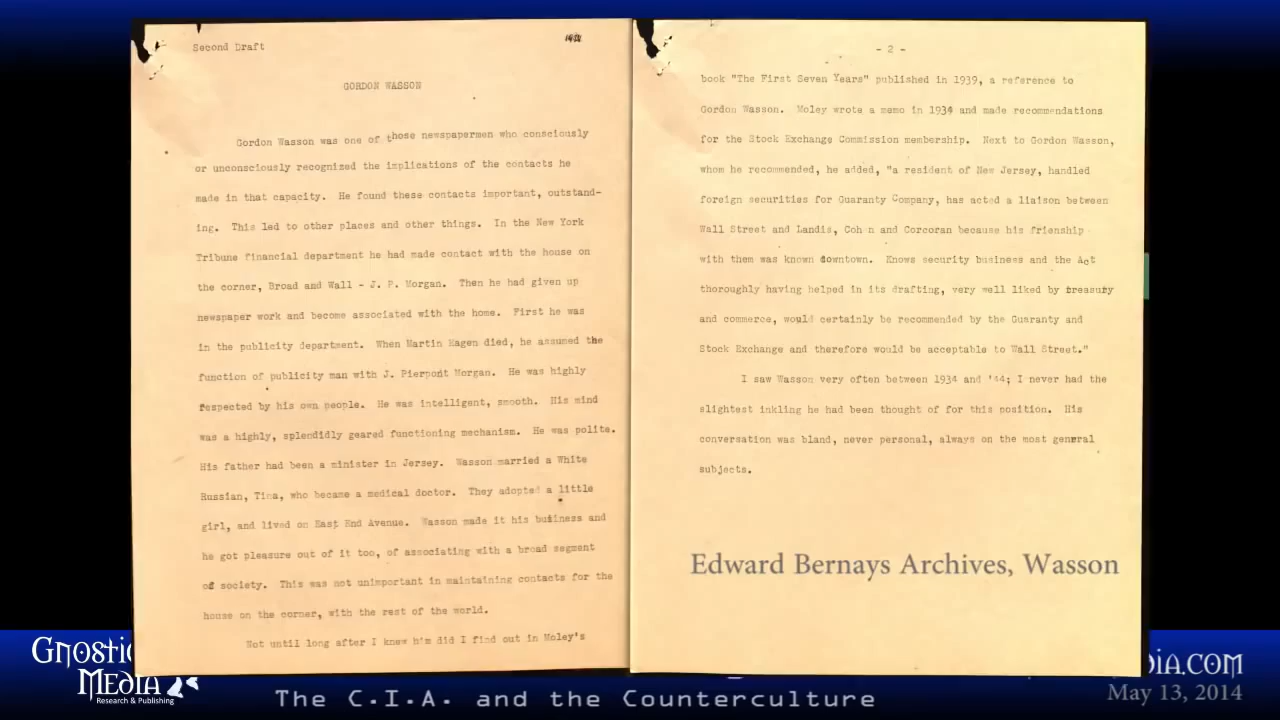 Second Draft
GORDON WASSON
Gordon Wasson was one of those newspapermen who consciously
or unconsciously recognized the implications of the contacts he
made in that capacity. He found these contacts important, outstand-
ing. This led to other places and other things. In the New York
Tribune financial department he had made contact with the house on
the corner, Broad and Wall - J. P. Morgan. Then he had given up
newspaper work and become associated with the home. First he was
in the publicity department. When Martin Hagen died, he assumed the
function of publicity man with J. Pierpont Morgan. He was highly
respected by his own people. He was intelligent, smooth. His mind
was a highly, splendidly geared functioning mechanism. He was polite.
His father had been a minister in Jersey. Wasson married a White
Russian, Tina, who became a medical doctor. They adopted a little
girl, and lived on East End Avenue. Wasson made it his business and
he got pleasure out of it too, of associating with a broad segment
of society. This was not unimportant in maintaining contacts for the
house on the corner, with the rest of the world.
Not until long after I knew him did I find out in Moley's
- 2 -
book "The First Seven Years" published in 1939, a reference to
Gordon Wasson. Moley wrote a memo in 1934 and made recommendations
for the Stock Exchange Commission membership. Next to Gordon Wasson,
whom he recommended, he added, "a resident of New Jersey, handled
foreign securities for Guaranty Company, has acted a liaison between
Wall Street and Landis, Coh n and Corcoran because his frienship
with them was known downtown. Knows security business and the Act
thoroughly having helped in its drafting, very well liked by treasury
and commerce, would certainly be recommended by the Guaranty and
Stock Exchange and therefore would be acceptable to Wall Street."
I saw Wasson very often between 1934 and '44; I never had the
slightest inkling he had been thought of for this position. His
conversation was bland, never personal, always on the most general
subjects.
Edward Bernays Archives, Wasson
GNOSTIC
MEDIA
Research & Publishing
The C.I.A. and the Counterculture
DIA.COM
May 13, 2014